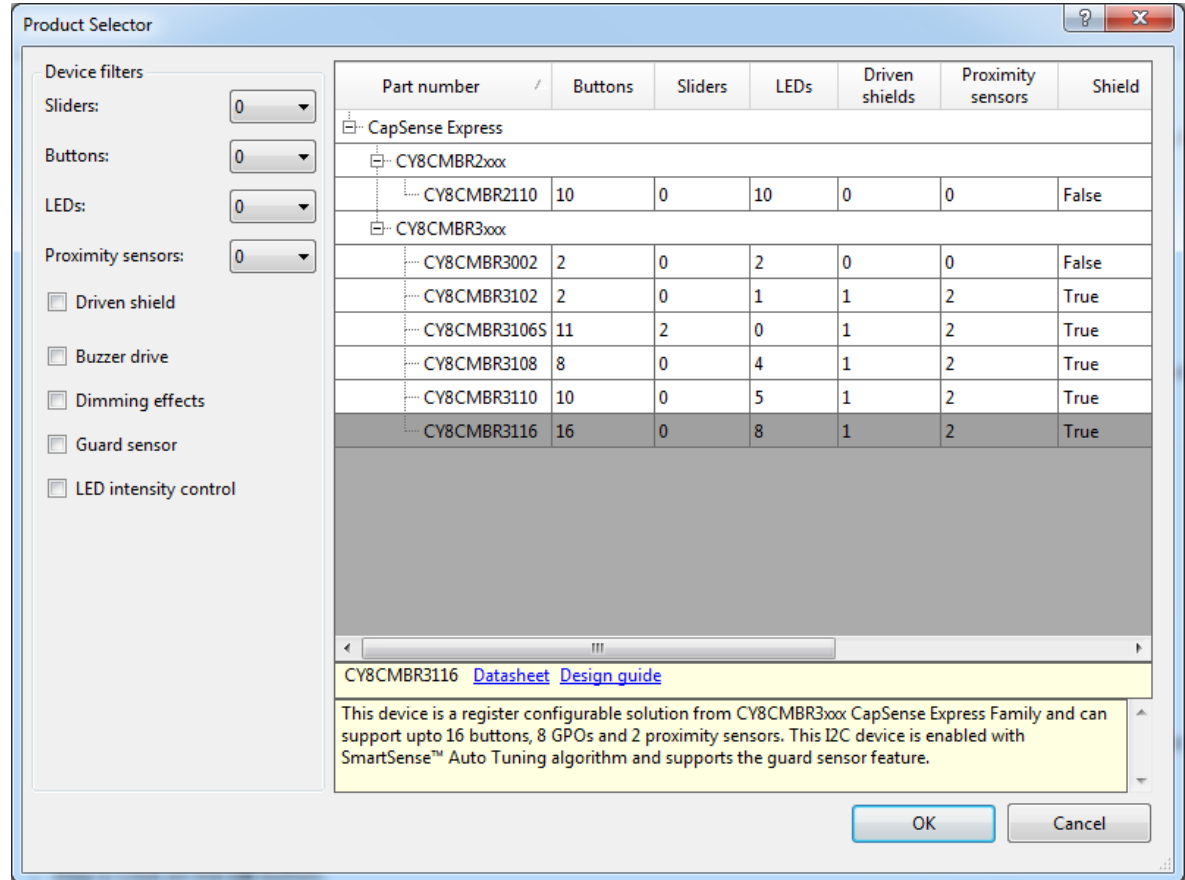 Product Selector
Device filters
Sliders: 0
Buttons: 0
LEDs: 0
Proximity sensors: 0
Driven shield
Buzzer drive
Dimming effects
Guard sensor
LED intensity control
Part number Buttons Sliders LEDs Driven shields Proximity sensors Shield
CapSense Express
CY8CMBR2xxx
CY8CMBR2110 10 0 10 0 0 False
CY8CMBR3xxx
CY8CMBR3002 2 0 2 0 0 False
CY8CMBR3102 2 0 1 1 2 True
CY8CMBR3106S 11 2 0 1 2 True
CY8CMBR3108 8 0 4 1 2 True
CY8CMBR3110 10 0 5 1 2 True
CY8CMBR3116 16 0 8 1 2 True
CY8CMBR3116 Datasheet Design guide
This device is a register configurable solution from CY8CMBR3xxx CapSense Express Family and can
support upto 16 buttons, 8 GPOs and 2 proximity sensors. This I2C device is enabled with
SmartSense™ Auto Tuning algorithm and supports the guard sensor feature.
OK Cancel